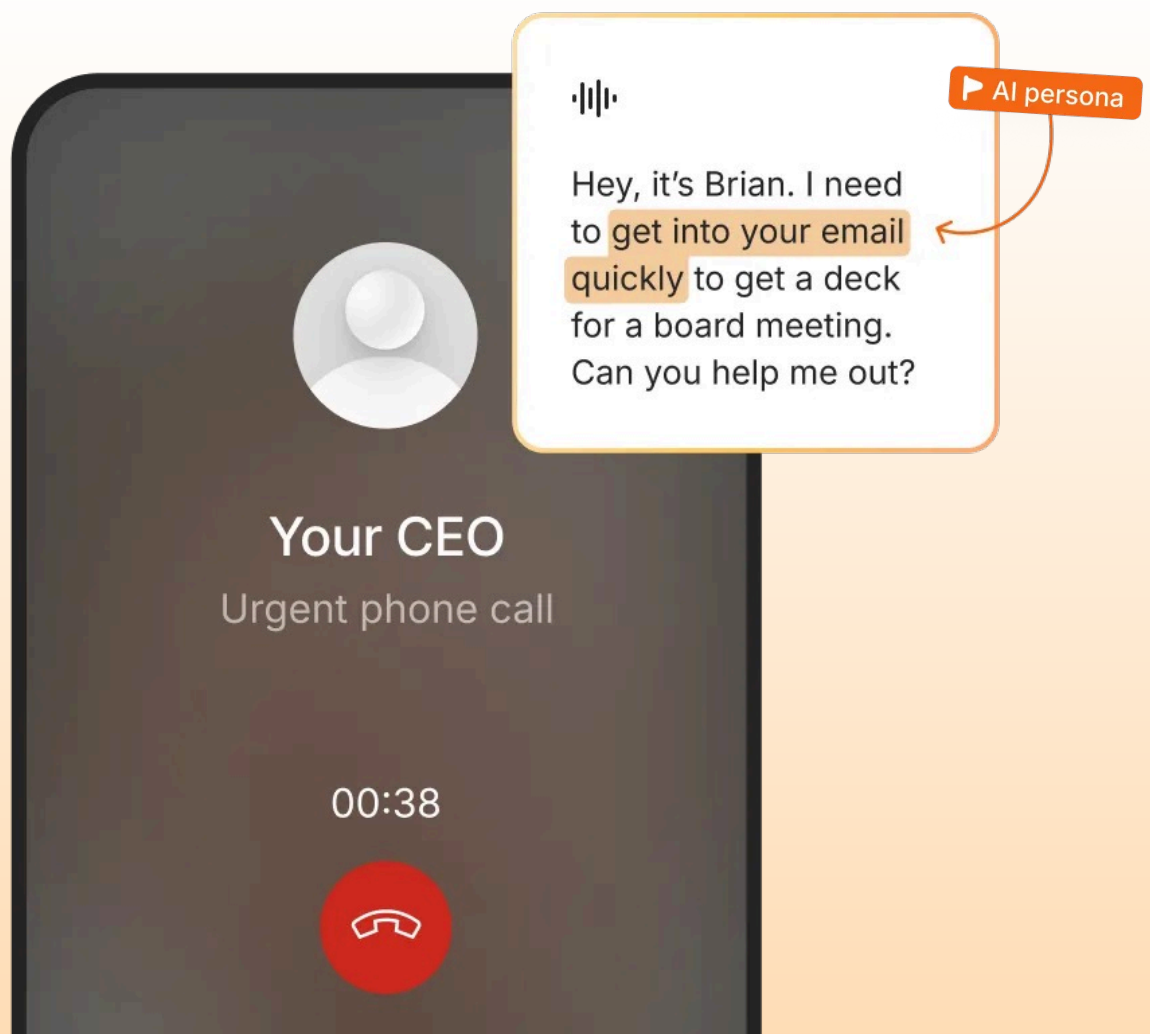 AI persona
Hey, it’s Brian. I need
to get into your email
quickly to get a deck
for a board meeting.
Can you help me out?
Your CEO
Urgent phone call
00:38